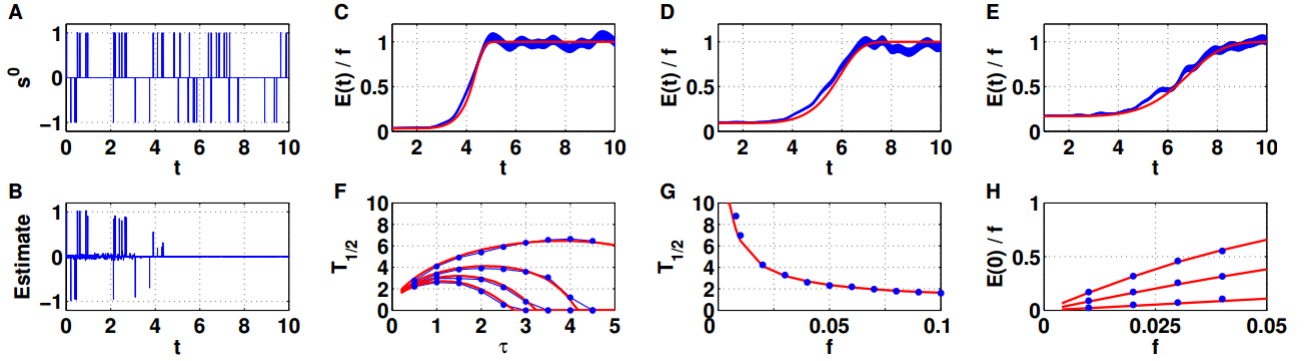 A
s⁰
1
0
−1
0 2 4 6 8 10
t
B
Estimate
1
0
−1
0 2 4 6 8 10
t
C
E(t) / f
1
0.5
0
2 4 6 8 10
t
D
E(t) / f
1
0.5
0
2 4 6 8 10
t
E
E(t) / f
1
0.5
0
2 4 6 8 10
t
F
T1/2
10
8
6
4
2
0
0 1 2 3 4 5
τ
G
T1/2
10
8
6
4
2
0
0 0.05 0.1
f
H
E(0) / f
1
0.5
0
0 0.025 0.05
f